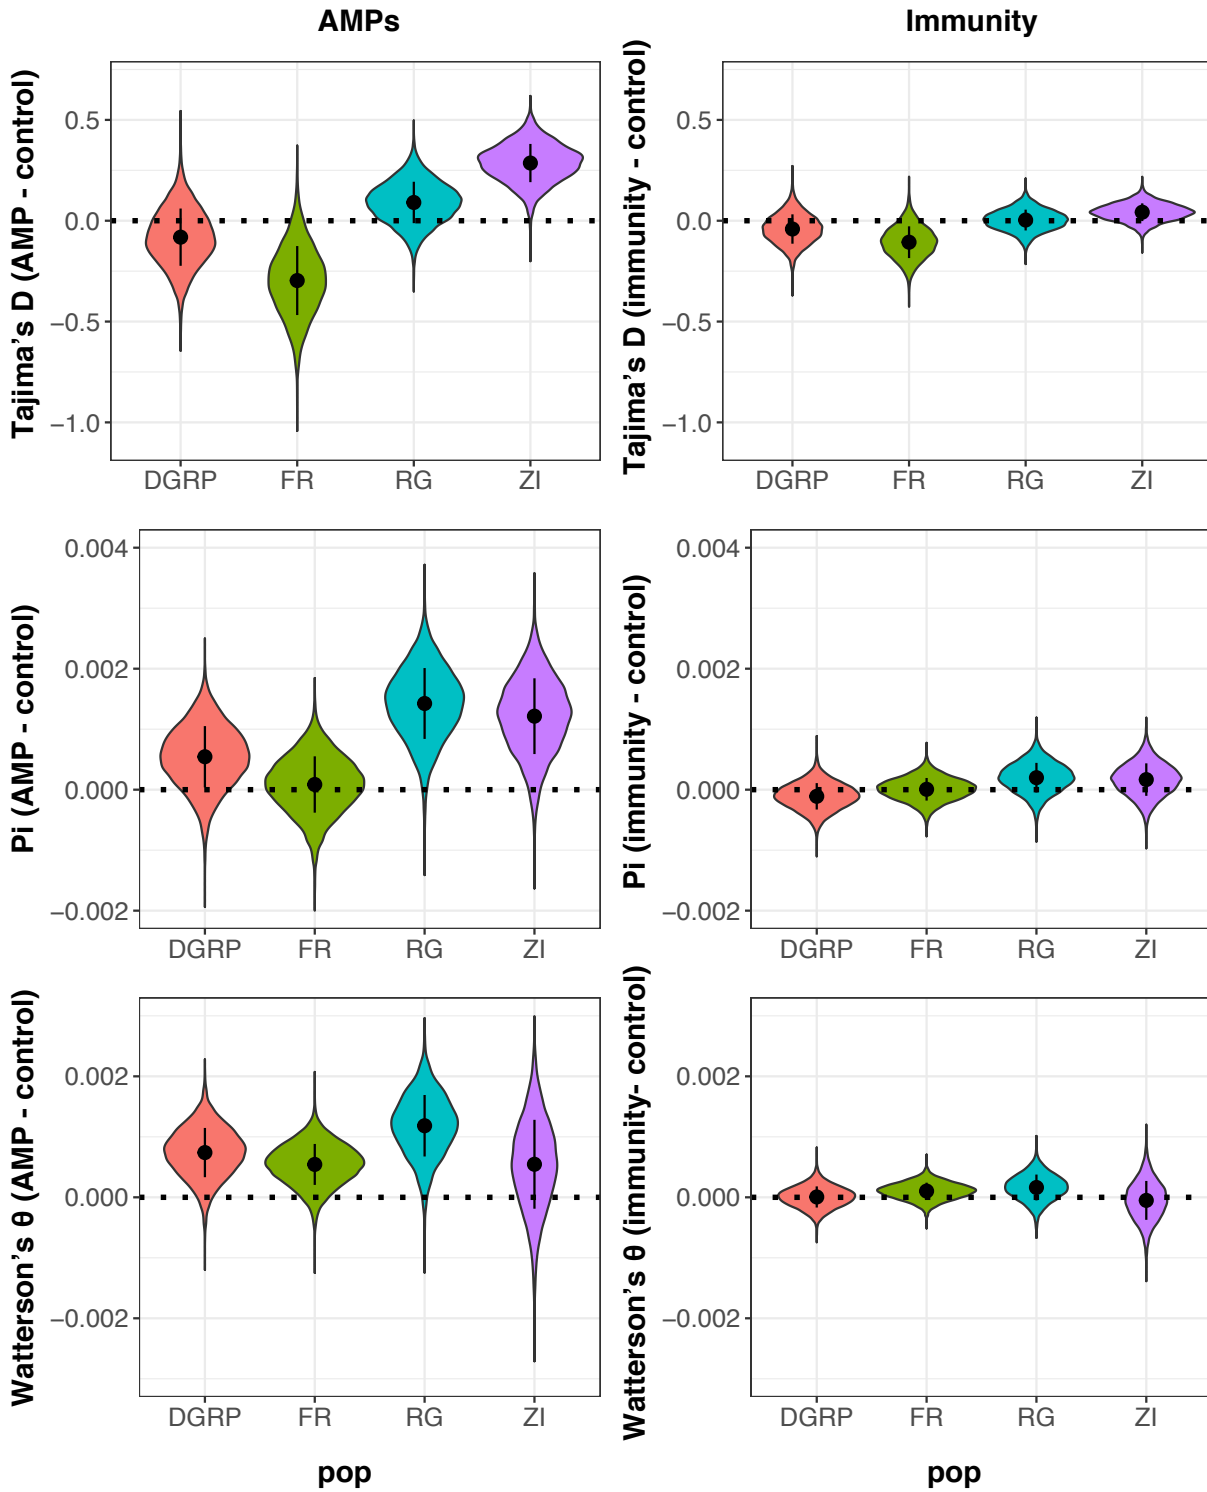 AMPs
Immunity
Tajima’s D (AMP - control)
0.5
0.0
−0.5
−1.0
DGRP FR RG ZI
Tajima’s D (immunity - control)
0.5
0.0
−0.5
−1.0
DGRP FR RG ZI
Pi (AMP - control)
0.004
0.002
0.000
−0.002
DGRP FR RG ZI
Pi (immunity - control)
0.004
0.002
0.000
−0.002
DGRP FR RG ZI
Watterson’s θ (AMP - control)
0.002
0.000
−0.002
DGRP FR RG ZI
pop
Watterson’s θ (immunity- control)
0.002
0.000
−0.002
DGRP FR RG ZI
pop